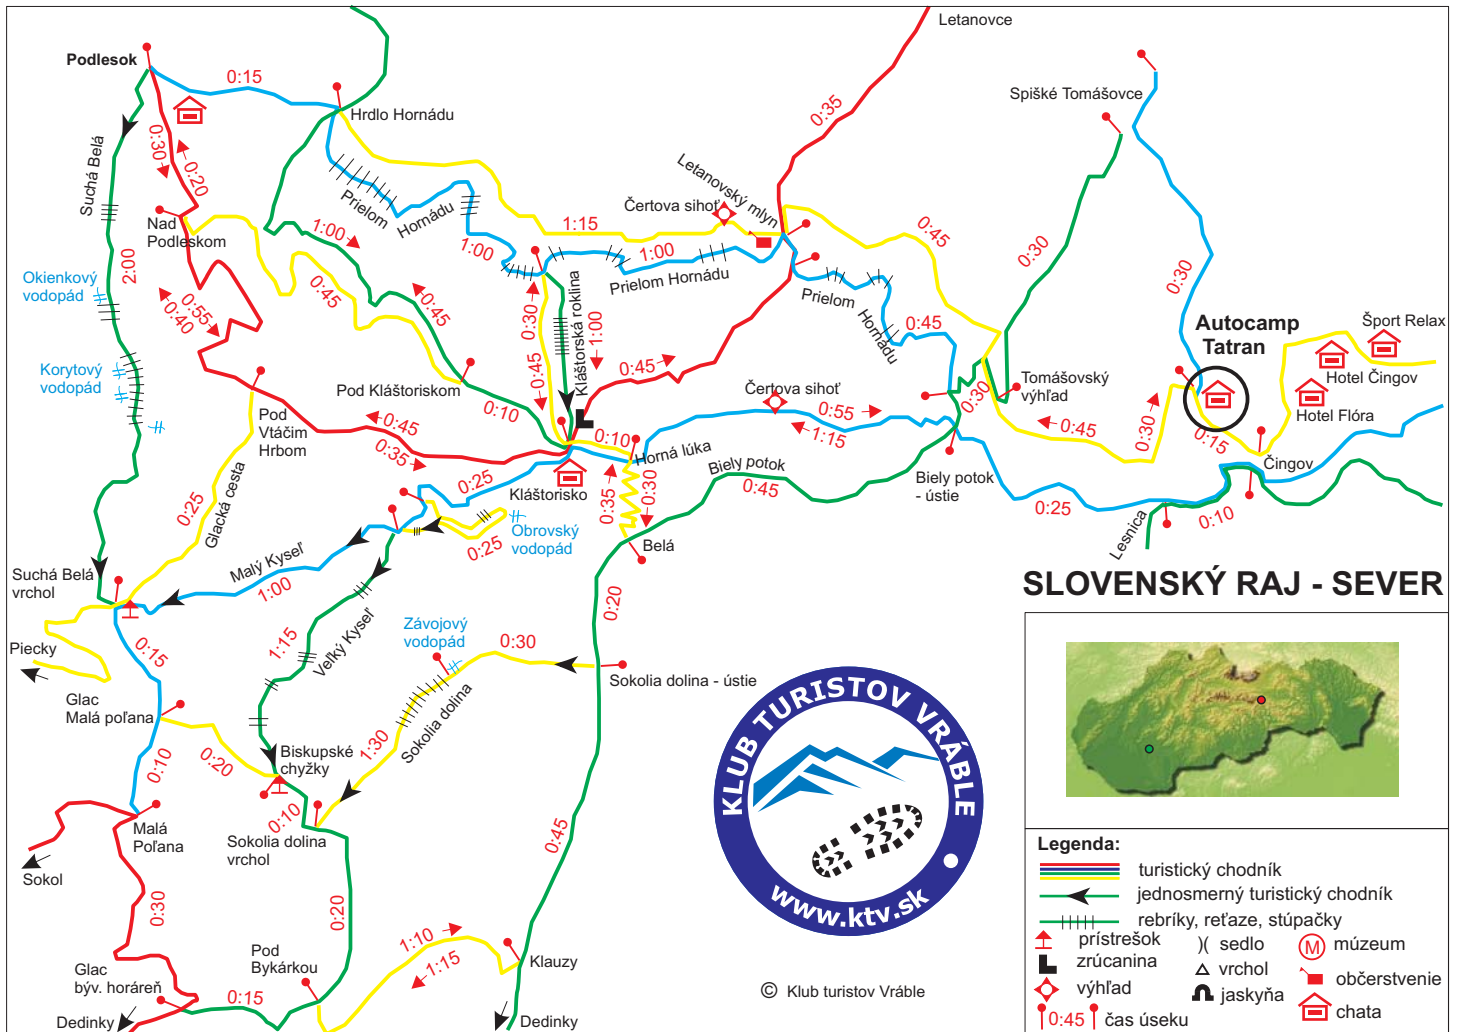 Letanovce
Podlesok
0:15
Hrdlo Hornádu
0:35
Spišké Tomášovce
Suchá Belá
0:30
0:20
Prielom
Hornádu
Letanovský mlyn
Čertova sihoť
Nad
Podleskom
1:00
1:15
0:45
0:30
0:30
1:00
1:00
Prielom Hornádu
2:00
Okienkový
vodopád
0:55
0:40
0:45
0:45
0:30
0:45
Kláštorská roklina
1:00
Prielom
Hornádu
0:45
Autocamp
Tatran
Šport Relax
Hotel Čingov
Hotel Flóra
Korytový
vodopád
Pod Kláštoriskom
0:10
0:45
Čertova sihoť
0:55
1:15
0:30
Tomášovský
výhľad
0:45
0:30
0:15
Čingov
Pod
Vtáčim
Hrbom
0:45
0:35
0:10
Horná lúka
Biely potok
0:45
Biely potok
- ústie
0:25
0:10
Lesnica
0:25
Glacká cesta
0:25
Kláštorisko
0:35
0:30
Obrovský
vodopád
0:25
Belá
Suchá Belá
vrchol
Malý Kyseľ
1:00
0:20
SLOVENSKÝ RAJ - SEVER
Piecky
0:15
1:15
Veľký Kyseľ
Závojový
vodopád
0:30
Sokolia dolina - ústie
Glac
Malá poľana
0:10
0:20
Biskupské
chyžky
1:30
Sokolia dolina
0:10
Sokolia dolina
vrchol
0:45
Malá
Poľana
Sokol
0:30
0:20
Glac
býv. horáreň
Pod
Bykárkou
1:10
1:15
Klauzy
0:15
Dedinky
Dedinky
KLUB TURISTOV VRÁBLE
www.ktv.sk
© Klub turistov Vráble
Legenda:
turistický chodník
jednosmerný turistický chodník
rebríky, reťaze, stúpačky
prístrešok
sedlo
M múzeum
zrúcanina
vrchol
občerstvenie
výhľad
jaskyňa
0:45 čas úseku
chata